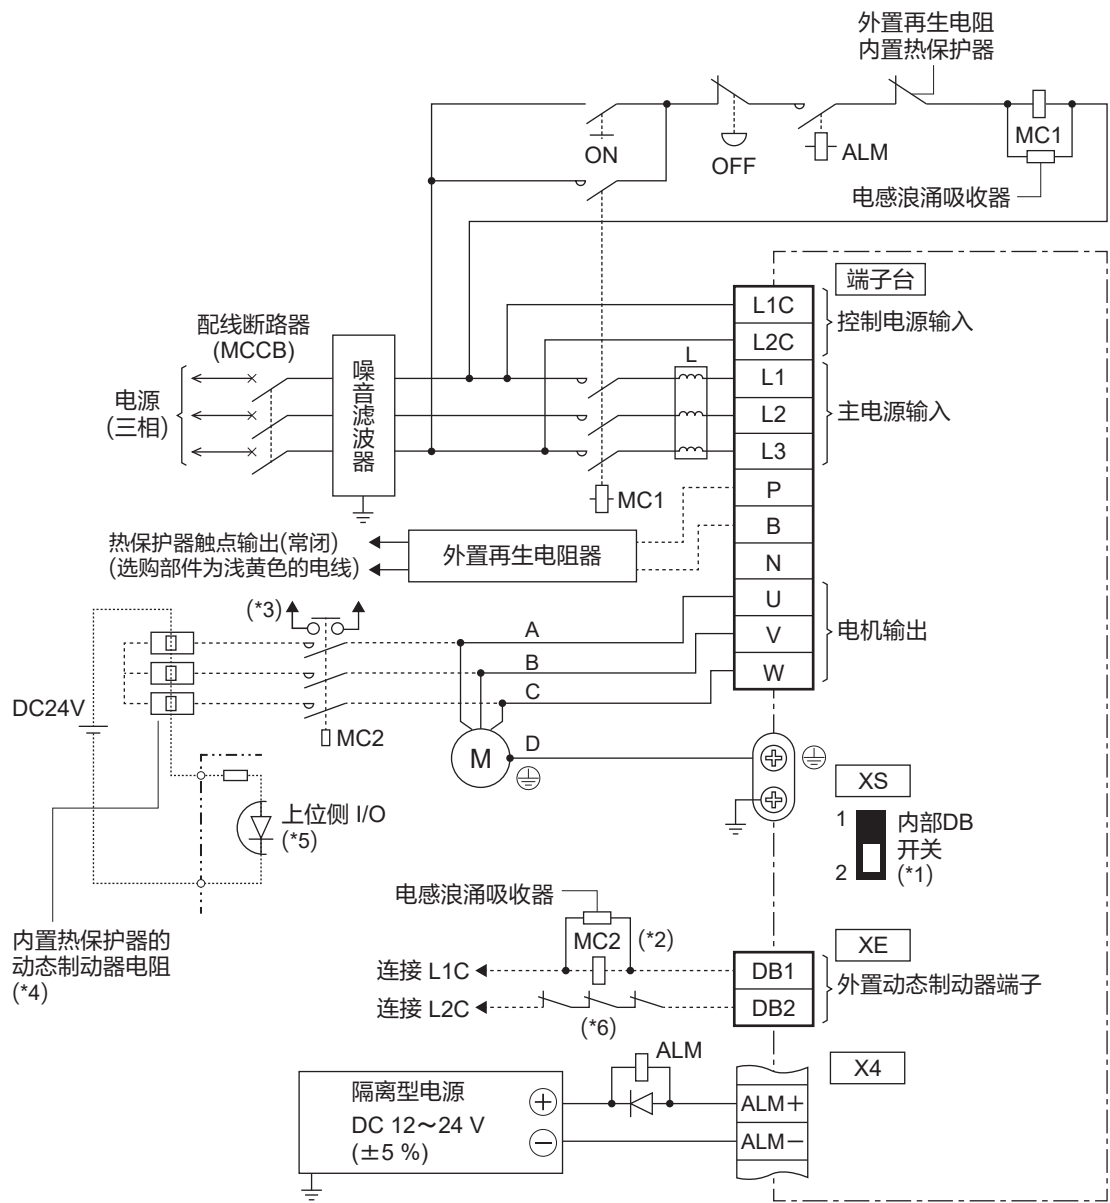 外置再生电阻
内置热保护器
ON
OFF
ALM
MC1
电感浪涌吸收器
端子台
L1C
L2C
控制电源输入
配线断路器
(MCCB)
电源
(三相)
噪音滤波器
L
L1
L2
L3
主电源输入
MC1
P
B
N
热保护器触点输出(常闭)
(选购部件为浅黄色的电线)
外置再生电阻器
U
V
W
电机输出
(*3)
A
B
C
D
DC24V
MC2
M
上位侧 I/O
(*5)
XS
1
2
内部DB
开关
(*1)
内置热保护器的
动态制动器电阻
(*4)
电感浪涌吸收器
MC2
(*2)
连接 L1C
连接 L2C
(*6)
XE
DB1
DB2
外置动态制动器端子
ALM
X4
隔离型电源
DC 12～24 V
(±5 %)
+
−
ALM+
ALM−